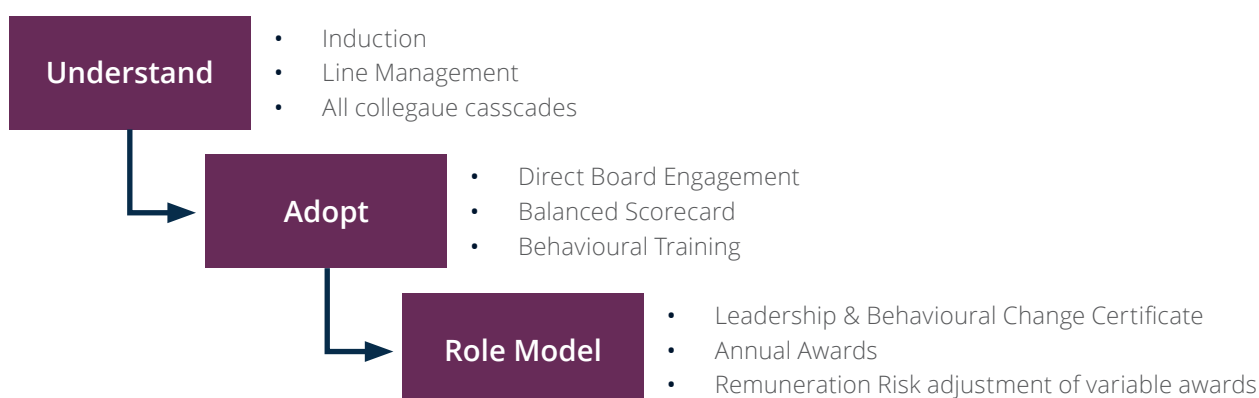 Understand
• Induction
• Line Management
• All collegaue casscades
Adopt
• Direct Board Engagement
• Balanced Scorecard
• Behavioural Training
Role Model
• Leadership & Behavioural Change Certificate
• Annual Awards
• Remuneration Risk adjustment of variable awards